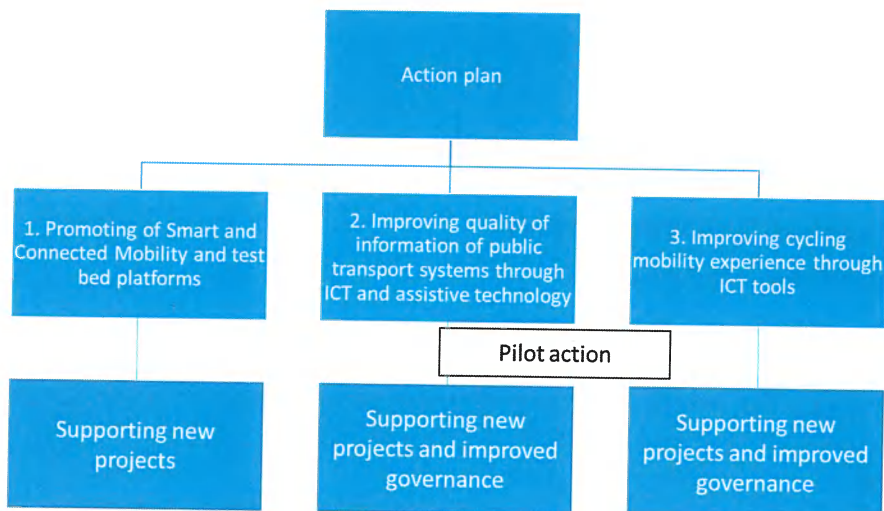 Action plan
1. Promoting of Smart and
Connected Mobility and test
bed platforms
2. Improving quality of
information of public
transport systems through
ICT and assistive technology
3. Improving cycling
mobility experience through
ICT tools
Pilot action
Supporting new
projects
Supporting new
projects and improved
governance
Supporting new
projects and improved
governance